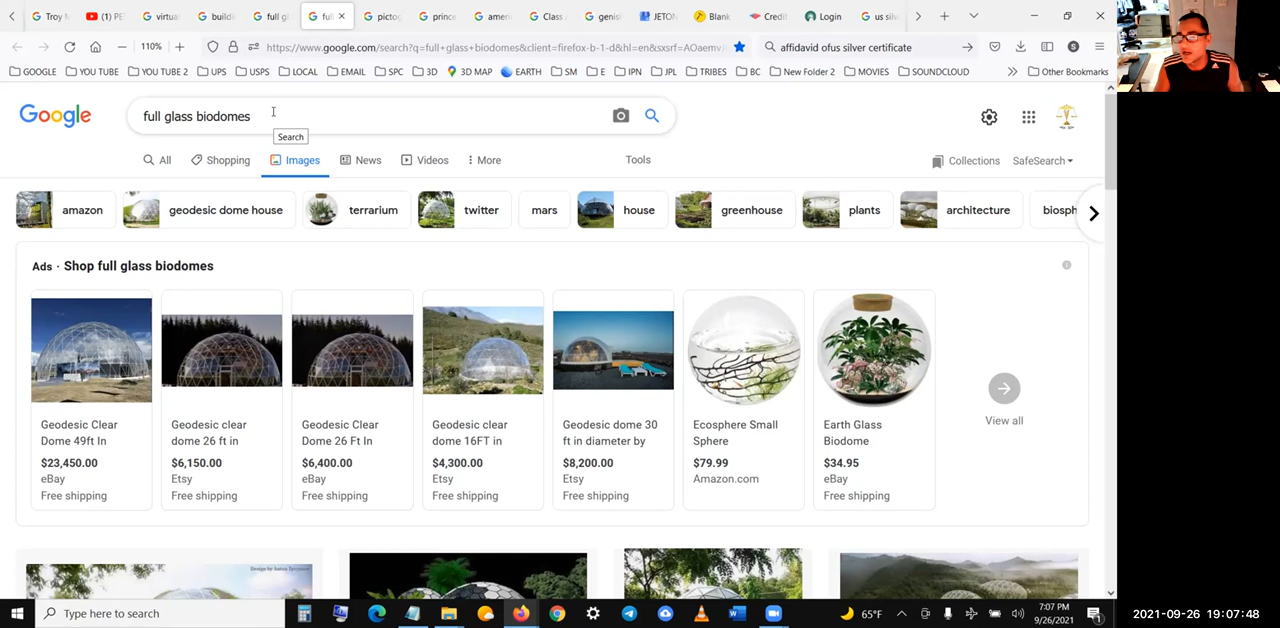 Troy M
(1) PE
virtua
buildi
full gl
full
pictog
prince
ameri
Class
genish
JETON
Blank
Credit
Login
us silv
110%
https://www.google.com/search?q=full+glass+biodomes&client=firefox-b-1-d&hl=en&sxsrf=AOaemv
affidavid ofus silver certificate
GOOGLE
YOU TUBE
YOU TUBE 2
UPS
USPS
LOCAL
EMAIL
SPC
3D
3D MAP
EARTH
SM
E
IPN
JPL
TRIBES
BC
New Folder 2
MOVIES
SOUNDCLOUD
Other Bookmarks
Google
full glass biodomes
Search
All
Shopping
Images
News
Videos
More
Tools
Collections
SafeSearch
amazon
geodesic dome house
terrarium
twitter
mars
house
greenhouse
plants
architecture
biosph
Ads · Shop full glass biodomes
Geodesic Clear
Dome 49ft In
$23,450.00
eBay
Free shipping
Geodesic clear
dome 26 ft in
$6,150.00
Etsy
Free shipping
Geodesic Clear
Dome 26 Ft In
$6,400.00
eBay
Free shipping
Geodesic clear
dome 16FT in
$4,300.00
Etsy
Free shipping
Geodesic dome 30
ft in diameter by
$8,200.00
Etsy
Free shipping
Ecosphere Small
Sphere
$79.99
Amazon.com
Earth Glass
Biodome
$34.95
eBay
Free shipping
View all
Type here to search
65°F
7:07 PM
9/26/2021
2021-09-26 19:07:48